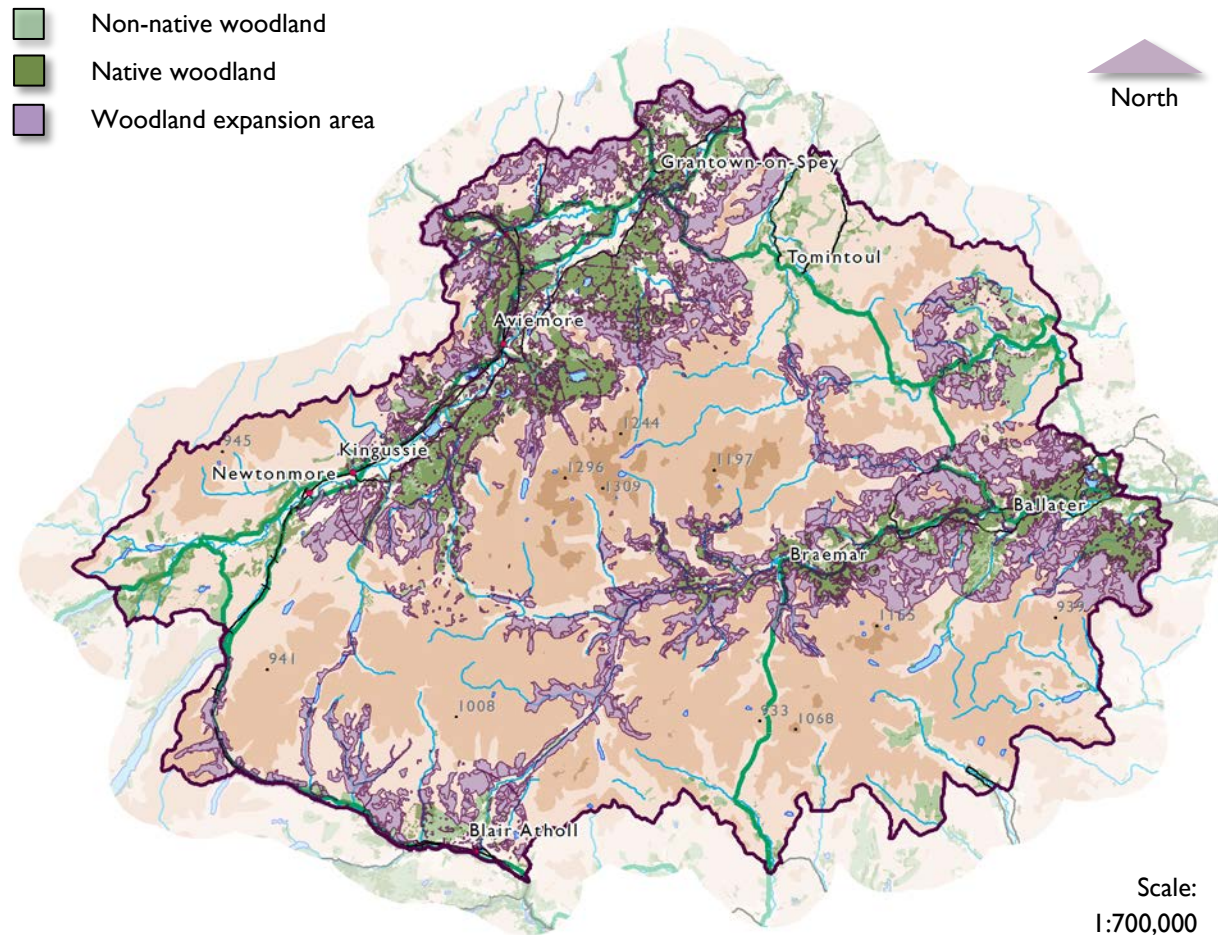 Non-native woodland
Native woodland
Woodland expansion area
North
Grantown-on-Spey
Tomintoul
Aviemore
1244
945
Kingussie
1296
1197
Newtonmore
1309
Ballater
Braemar
939
941
1008
933
1068
Blair Atholl
Scale:
1:700,000